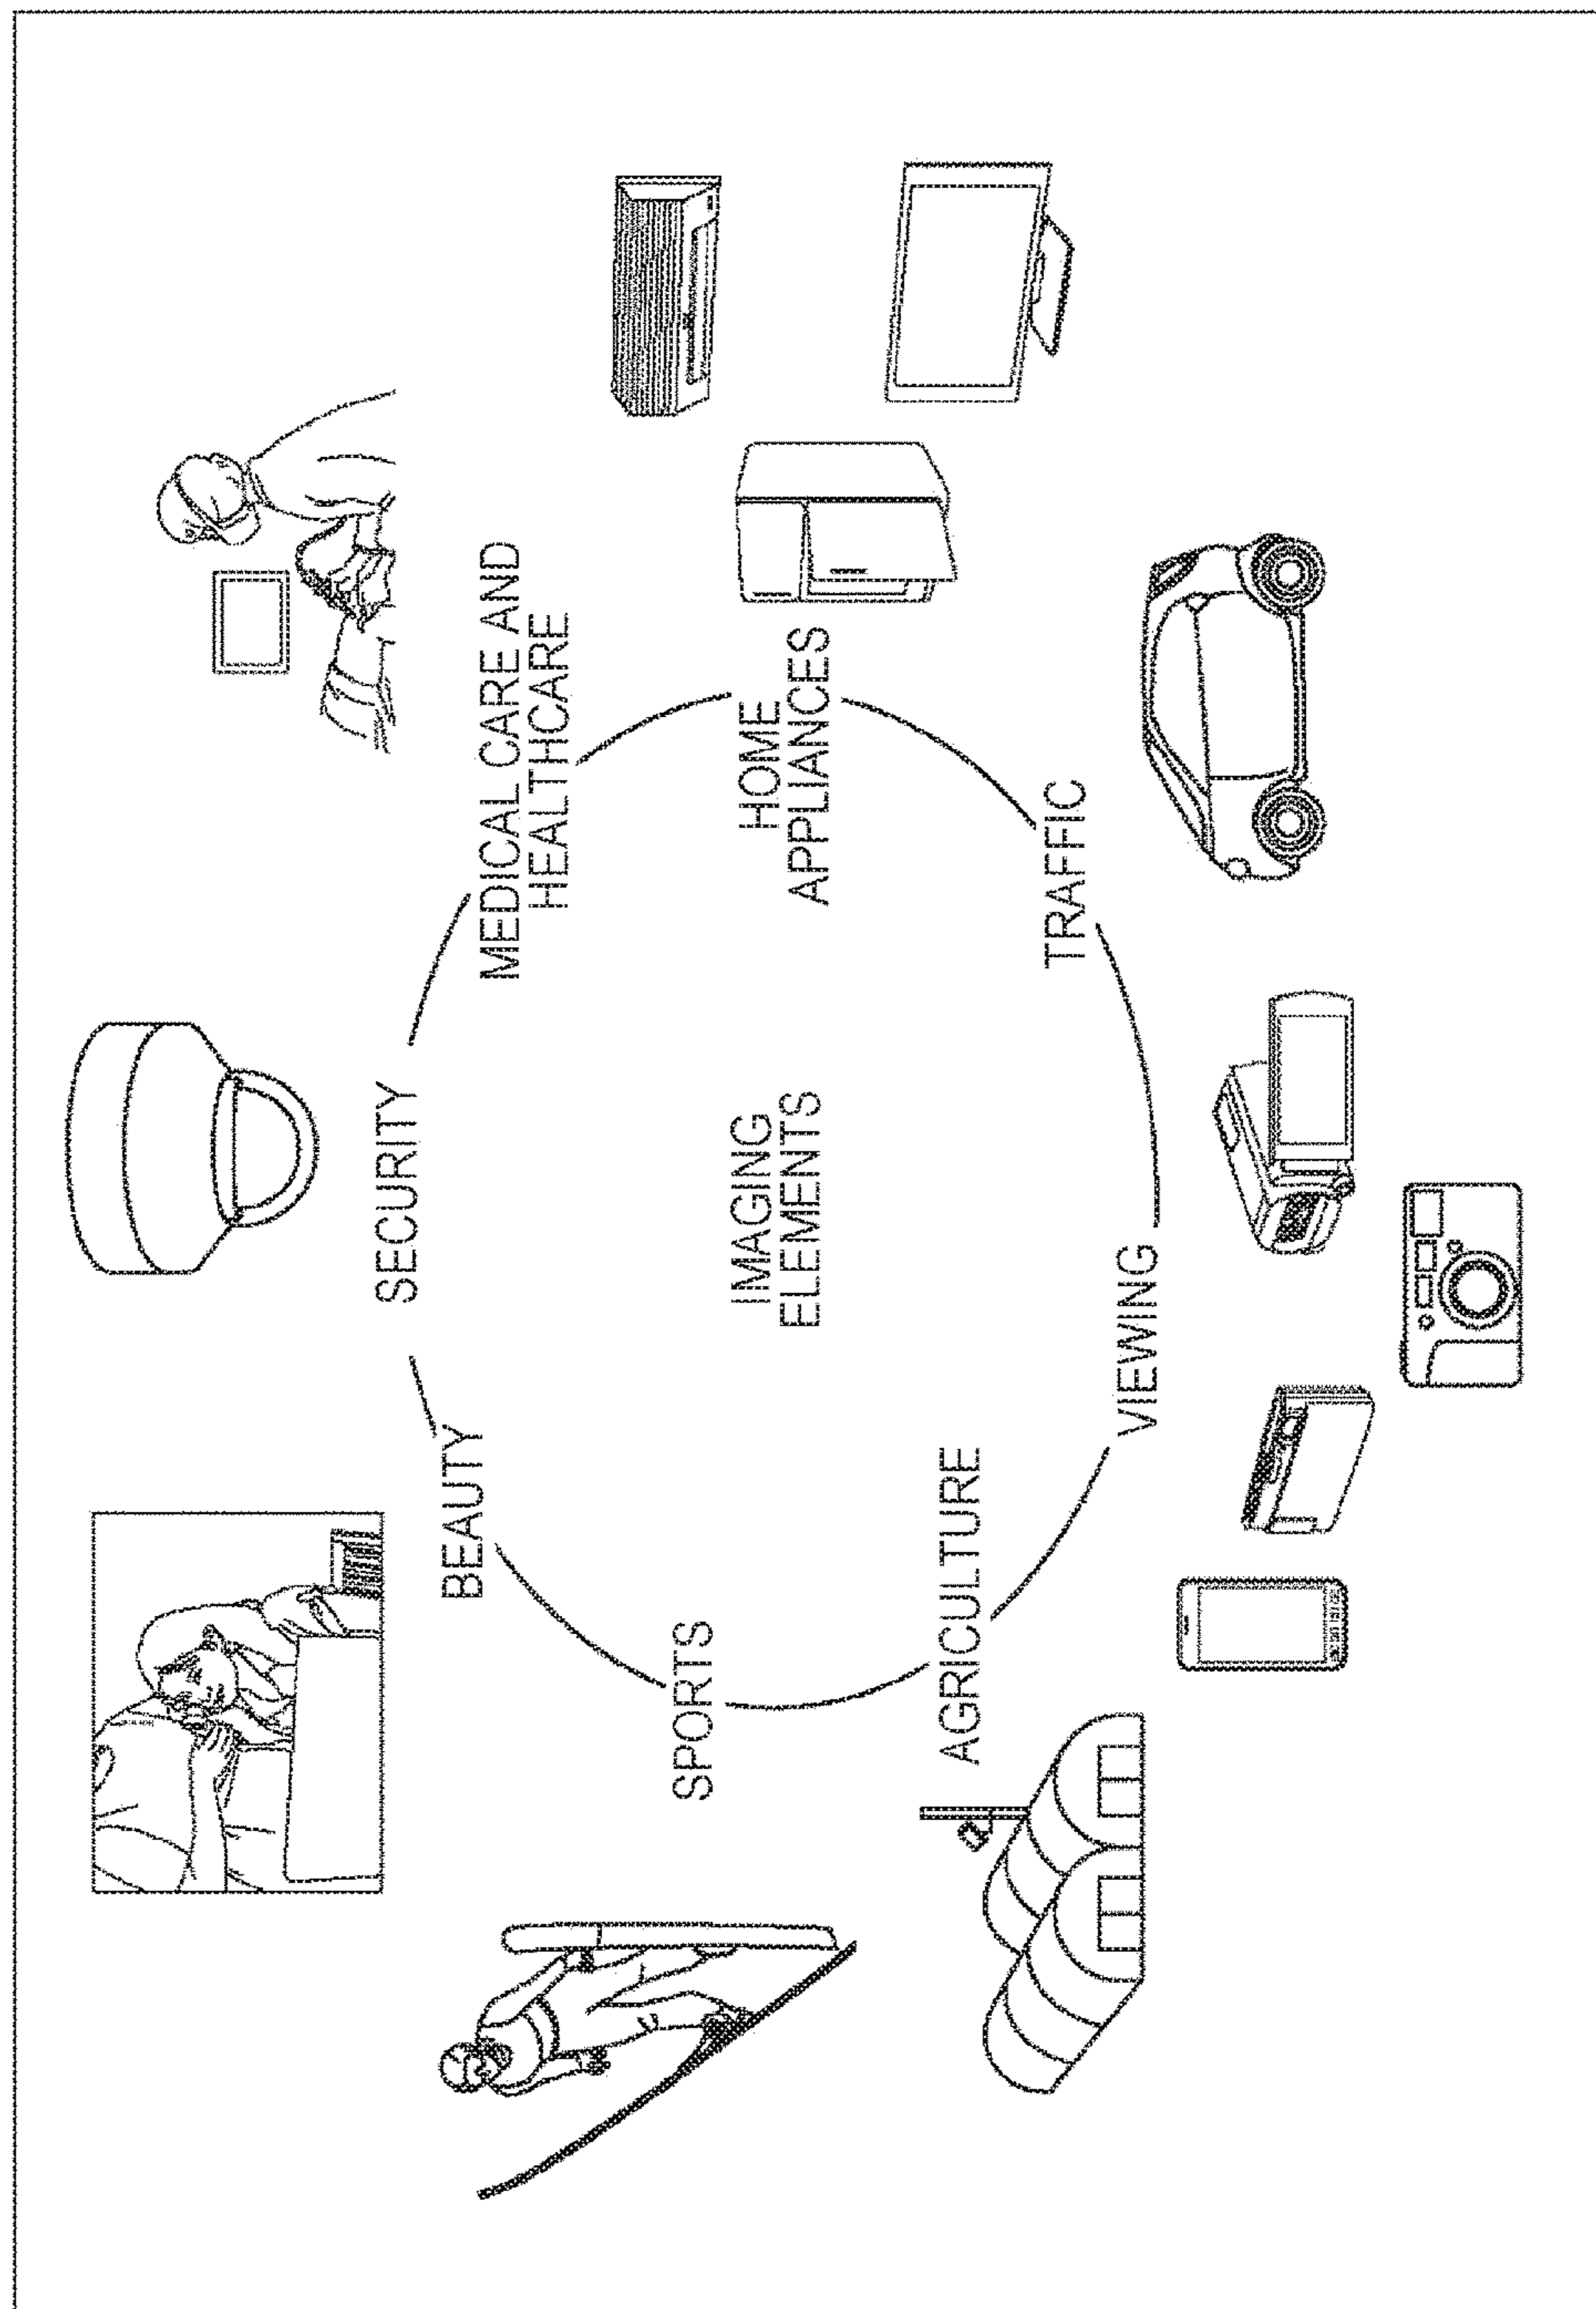 SECURITY
BEAUTY
MEDICAL CARE AND
HEALTHCARE
SPORTS
IMAGING
ELEMENTS
HOME
APPLIANCES
AGRICULTURE
TRAFFIC
VIEWING